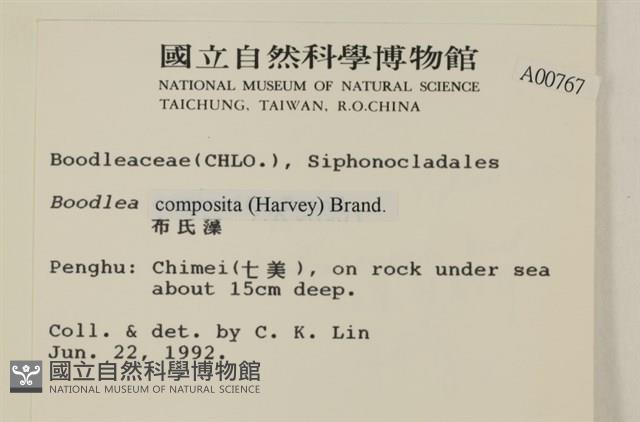 國立自然科學博物館
NATIONAL MUSEUM OF NATURAL SCIENCE
TAICHUNG, TAIWAN, R.O.CHINA
A00767
Boodleaceae(CHLO.), Siphonocladales
Boodlea composita (Harvey) Brand.
布氏藻
Penghu: Chimei(七美), on rock under sea
about 15cm deep.
Coll. & det. by C. K. Lin
Jun. 22, 1992.
國立自然科學博物館
NATIONAL MUSEUM OF NATURAL SCIENCE